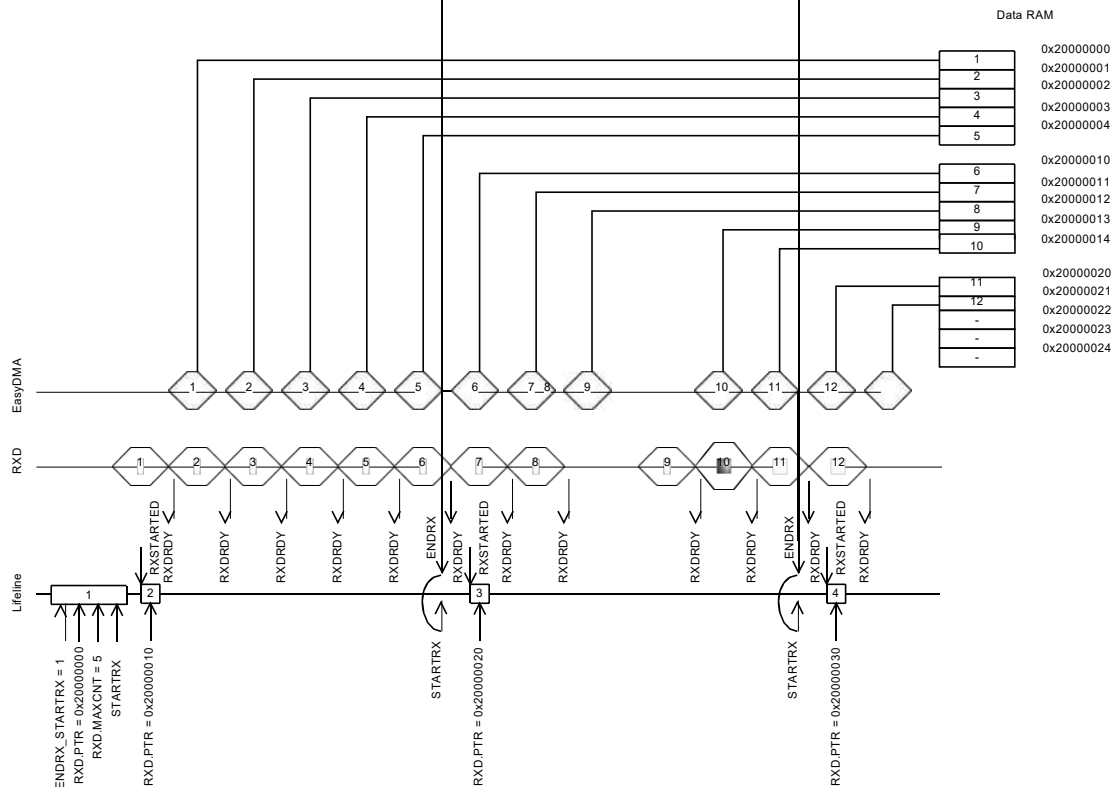 Data RAM
1 0x20000000
2 0x20000001
3 0x20000002
4 0x20000003
5 0x20000004
6 0x20000010
7 0x20000011
8 0x20000012
9 0x20000013
10 0x20000014
11 0x20000020
12 0x20000021
- 0x20000022
- 0x20000023
- 0x20000024
EasyDMA
1 2 3 4 5 6 7 8 9 10 11 12
RXD
1 2 3 4 5 6 7 8 9 10 11 12
RXSTARTED
RXDRDY
RXDRDY
RXDRDY
RXDRDY
RXDRDY
ENDRX
RXDRDY
RXSTARTED
RXDRDY
RXDRDY
RXDRDY
RXDRDY
ENDRX
RXDRDY
RXSTARTED
RXDRDY
Lifeline
1 2 3 4
ENDRX_STARTRX = 1
RXD.PTR = 0x20000000
RXD.MAXCNT = 5
STARTRX
RXD.PTR = 0x20000010
STARTRX
RXD.PTR = 0x20000020
STARTRX
RXD.PTR = 0x20000030